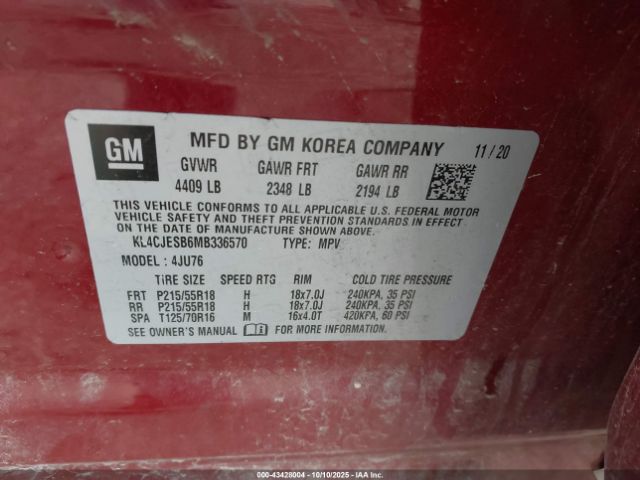 GM
MFD BY GM KOREA COMPANY 11/20
GVWR GAWR FRT GAWR RR
4409 LB 2348 LB 2194 LB
THIS VEHICLE CONFORMS TO ALL APPLICABLE U.S. FEDERAL MOTOR
VEHICLE SAFETY AND THEFT PREVENTION STANDARDS IN EFFECT
ON THE DATE OF MANUFACTURE SHOWN ABOVE.
KL4CJESB6MB336570 TYPE: MPV
MODEL : 4JU76
TIRE SIZE SPEED RTG RIM COLD TIRE PRESSURE
FRT P215/55R18 H 18x7.0J 240KPA, 35 PSI
RR P215/55R18 H 18x7.0J 240KPA, 35 PSI
SPA T125/70R16 M 16x4.0T 420KPA, 60 PSI
SEE OWNER'S MANUAL FOR MORE INFORMATION.
000-43428004 - 10/10/2025 - IAA Inc.